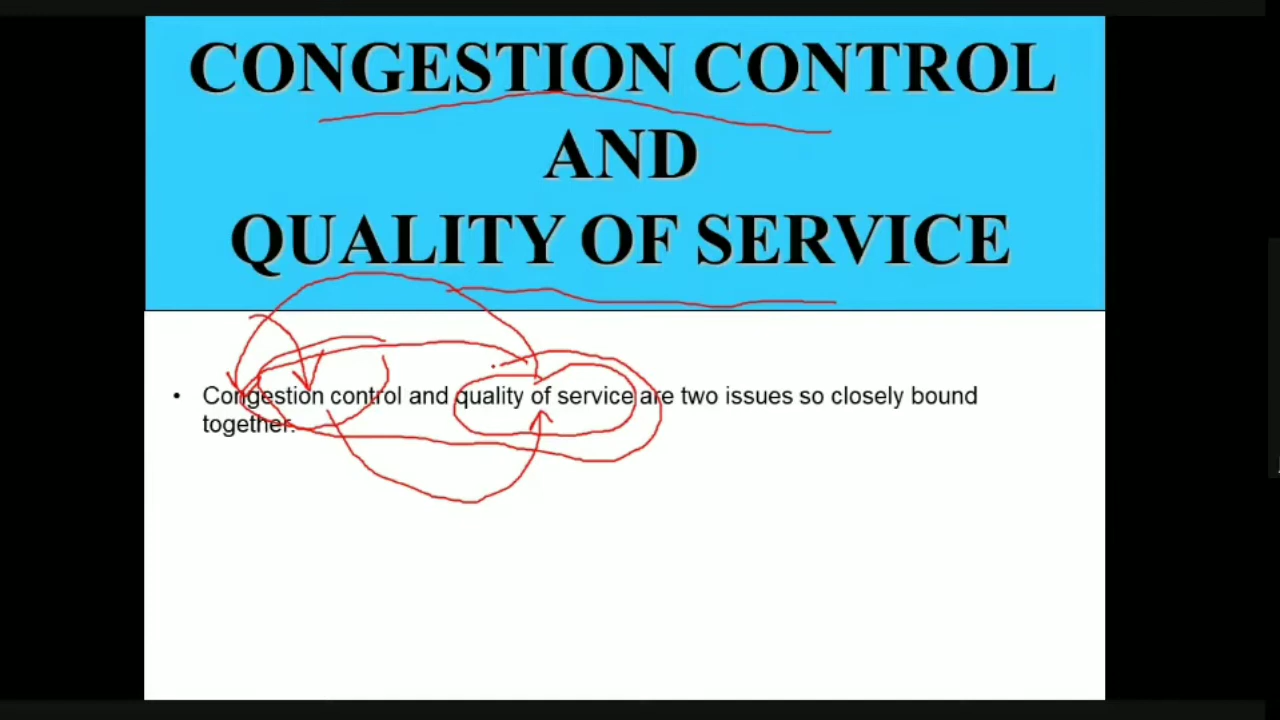 CONGESTION CONTROL
AND
QUALITY OF SERVICE
• Congestion control and quality of service are two issues so closely bound
together.